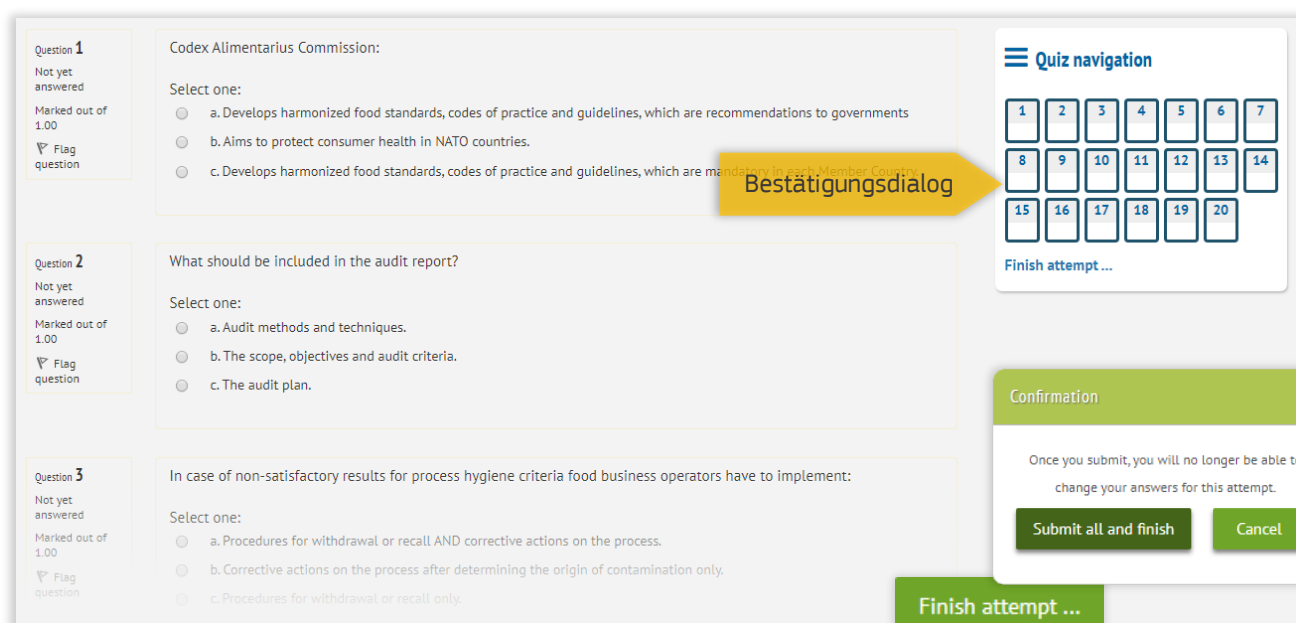 Question 1
Not yet
answered
Marked out of
1.00
Flag
question
Codex Alimentarius Commission:
Select one:
a. Develops harmonized food standards, codes of practice and guidelines, which are recommendations to governments
b. Aims to protect consumer health in NATO countries.
c. Develops harmonized food standards, codes of practice and guidelines, which are mandatory in each Member Country.
Bestätigungsdialog
Quiz navigation
1 2 3 4 5 6 7
8 9 10 11 12 13 14
15 16 17 18 19 20
Finish attempt ...
Question 2
Not yet
answered
Marked out of
1.00
Flag
question
What should be included in the audit report?
Select one:
a. Audit methods and techniques.
b. The scope, objectives and audit criteria.
c. The audit plan.
Question 3
Not yet
answered
Marked out of
1.00
Flag
question
In case of non-satisfactory results for process hygiene criteria food business operators have to implement:
Select one:
a. Procedures for withdrawal or recall AND corrective actions on the process.
b. Corrective actions on the process after determining the origin of contamination only.
c. Procedures for withdrawal or recall only.
Confirmation
Once you submit, you will no longer be able t
change your answers for this attempt.
Submit all and finish
Cancel
Finish attempt ...